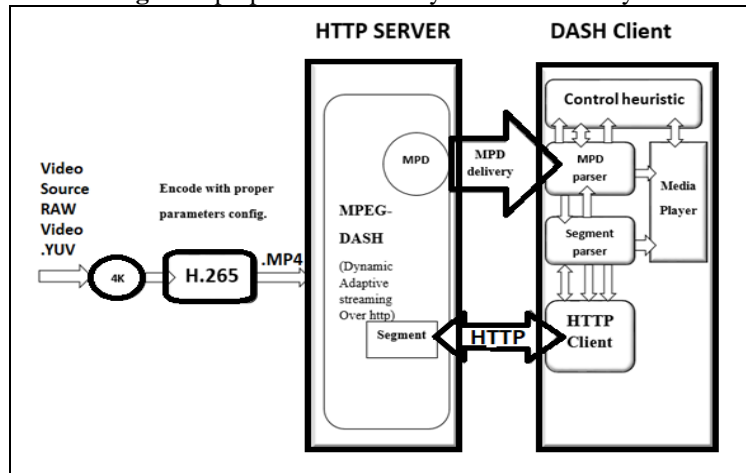 HTTP SERVER
DASH Client
Control heuristic
MPD
MPD
delivery
MPD
parser
Media
Player
Video
Source
RAW
Video
.YUV
Encode with proper
parameters config.
4K
H.265
.MP4
MPEG-
DASH
(Dynamic
Adaptive
streaming
Over http)
Segment
parser
Segment
HTTP
HTTP
Client